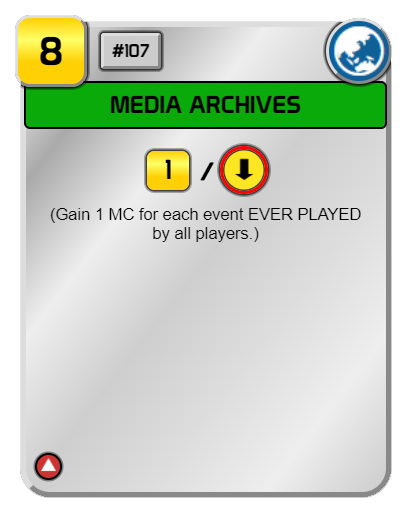 8
#107
MEDIA ARCHIVES
1 /
(Gain 1 MC for each event EVER PLAYED
by all players.)